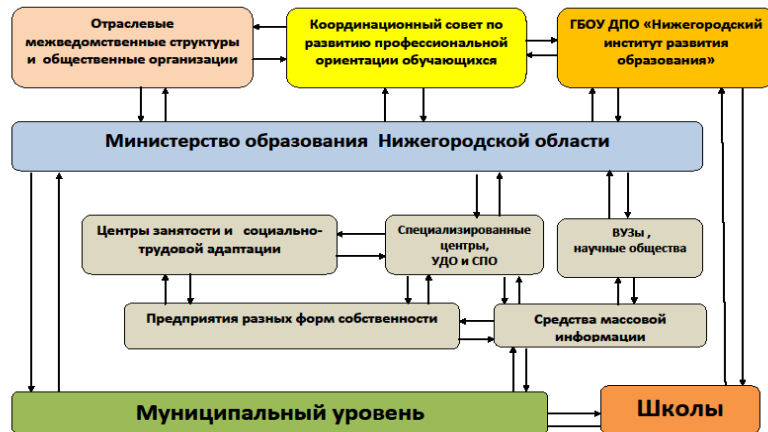 Отраслевые
межведомственные структуры
и общественные организации
Координационный совет по
развитию профессиональной
ориентации обучающихся
ГБОУ ДПО «Нижегородский
институт развития
образования»
Министерство образования Нижегородской области
Центры занятости и социально-
трудовой адаптации
Специализированные
центры,
УДО и СПО
ВУЗы ,
научные общества
Предприятия разных форм собственности
Средства массовой
информации
Муниципальный уровень
Школы